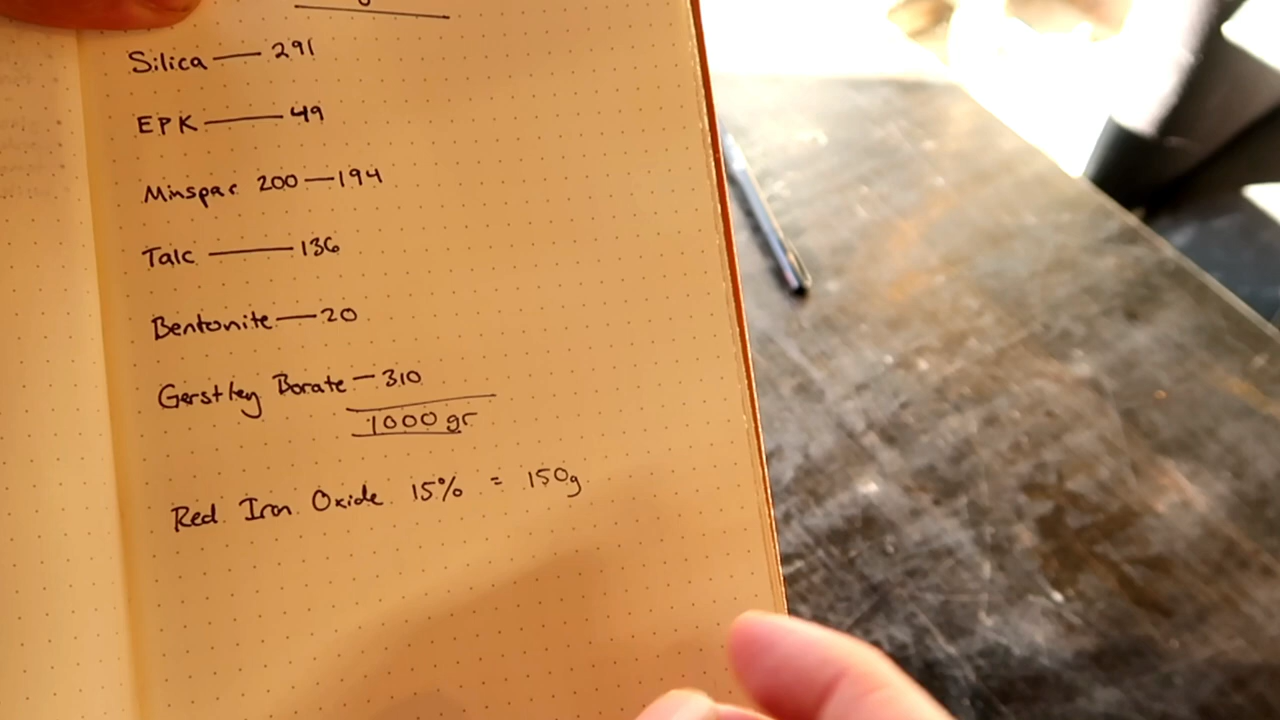 Silica — 291
EPK — 49
Minspar 200 — 194
Talc — 136
Bentonite — 20
Gerstley Borate — 310
1000 gr
Red Iron Oxide 15% = 150g